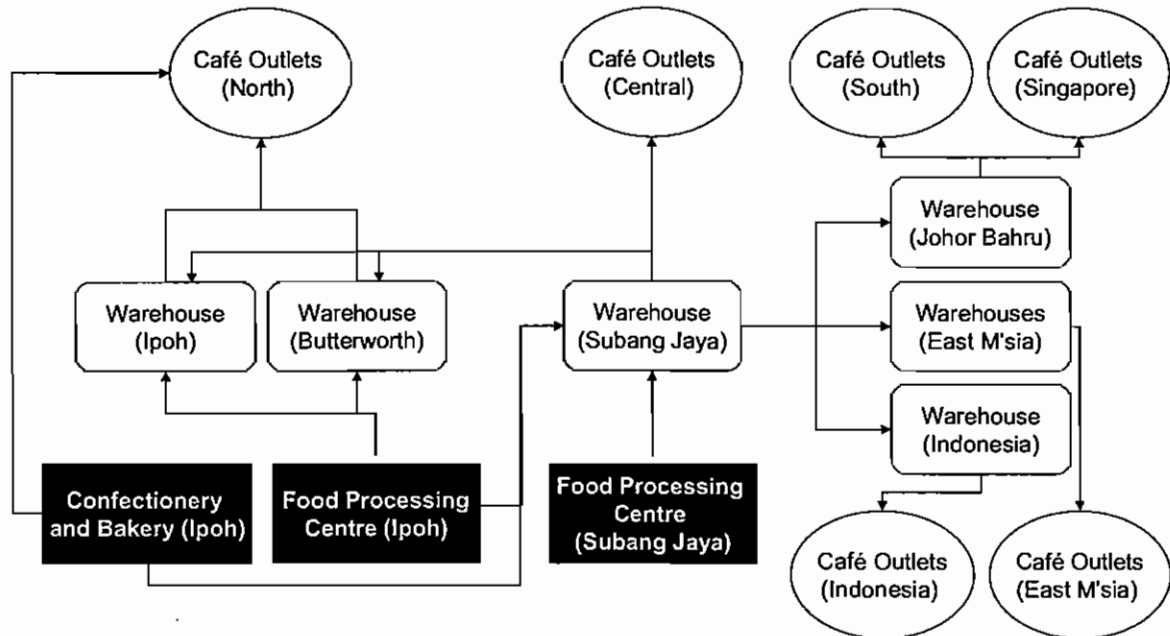 Café Outlets
(North)
Café Outlets
(Central)
Café Outlets
(South)
Café Outlets
(Singapore)
Warehouse
(Johor Bahru)
Warehouse
(Ipoh)
Warehouse
(Butterworth)
Warehouse
(Subang Jaya)
Warehouses
(East M'sia)
Warehouse
(Indonesia)
Confectionery
and Bakery (Ipoh)
Food Processing
Centre (Ipoh)
Food Processing
Centre
(Subang Jaya)
Café Outlets
(Indonesia)
Café Outlets
(East M'sia)